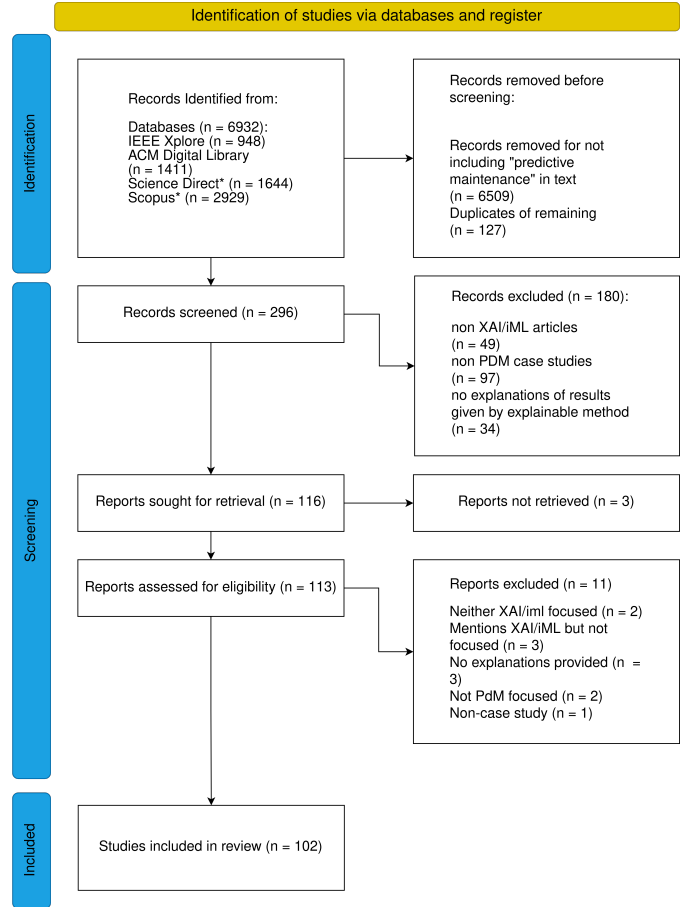 Identification of studies via databases and register
Identification
Records Identified from:
Databases (n = 6932):
IEEE Xplore (n = 948)
ACM Digital Library
(n = 1411)
Science Direct* (n = 1644)
Scopus* (n = 2929)
Records removed before
screening:
Records removed for not
including "predictive
maintenance" in text
(n = 6509)
Duplicates of remaining
(n = 127)
Screening
Records screened (n = 296)
Records excluded (n = 180):
non XAI/iML articles
(n = 49)
non PDM case studies
(n = 97)
no explanations of results
given by explainable method
(n = 34)
Reports sought for retrieval (n = 116)
Reports not retrieved (n = 3)
Reports assessed for eligibility (n = 113)
Reports excluded (n = 11)
Neither XAI/iml focused (n = 2)
Mentions XAI/iML but not
focused (n = 3)
No explanations provided (n  =
3)
Not PdM focused (n = 2)
Non-case study (n = 1)
Included
Studies included in review (n = 102)